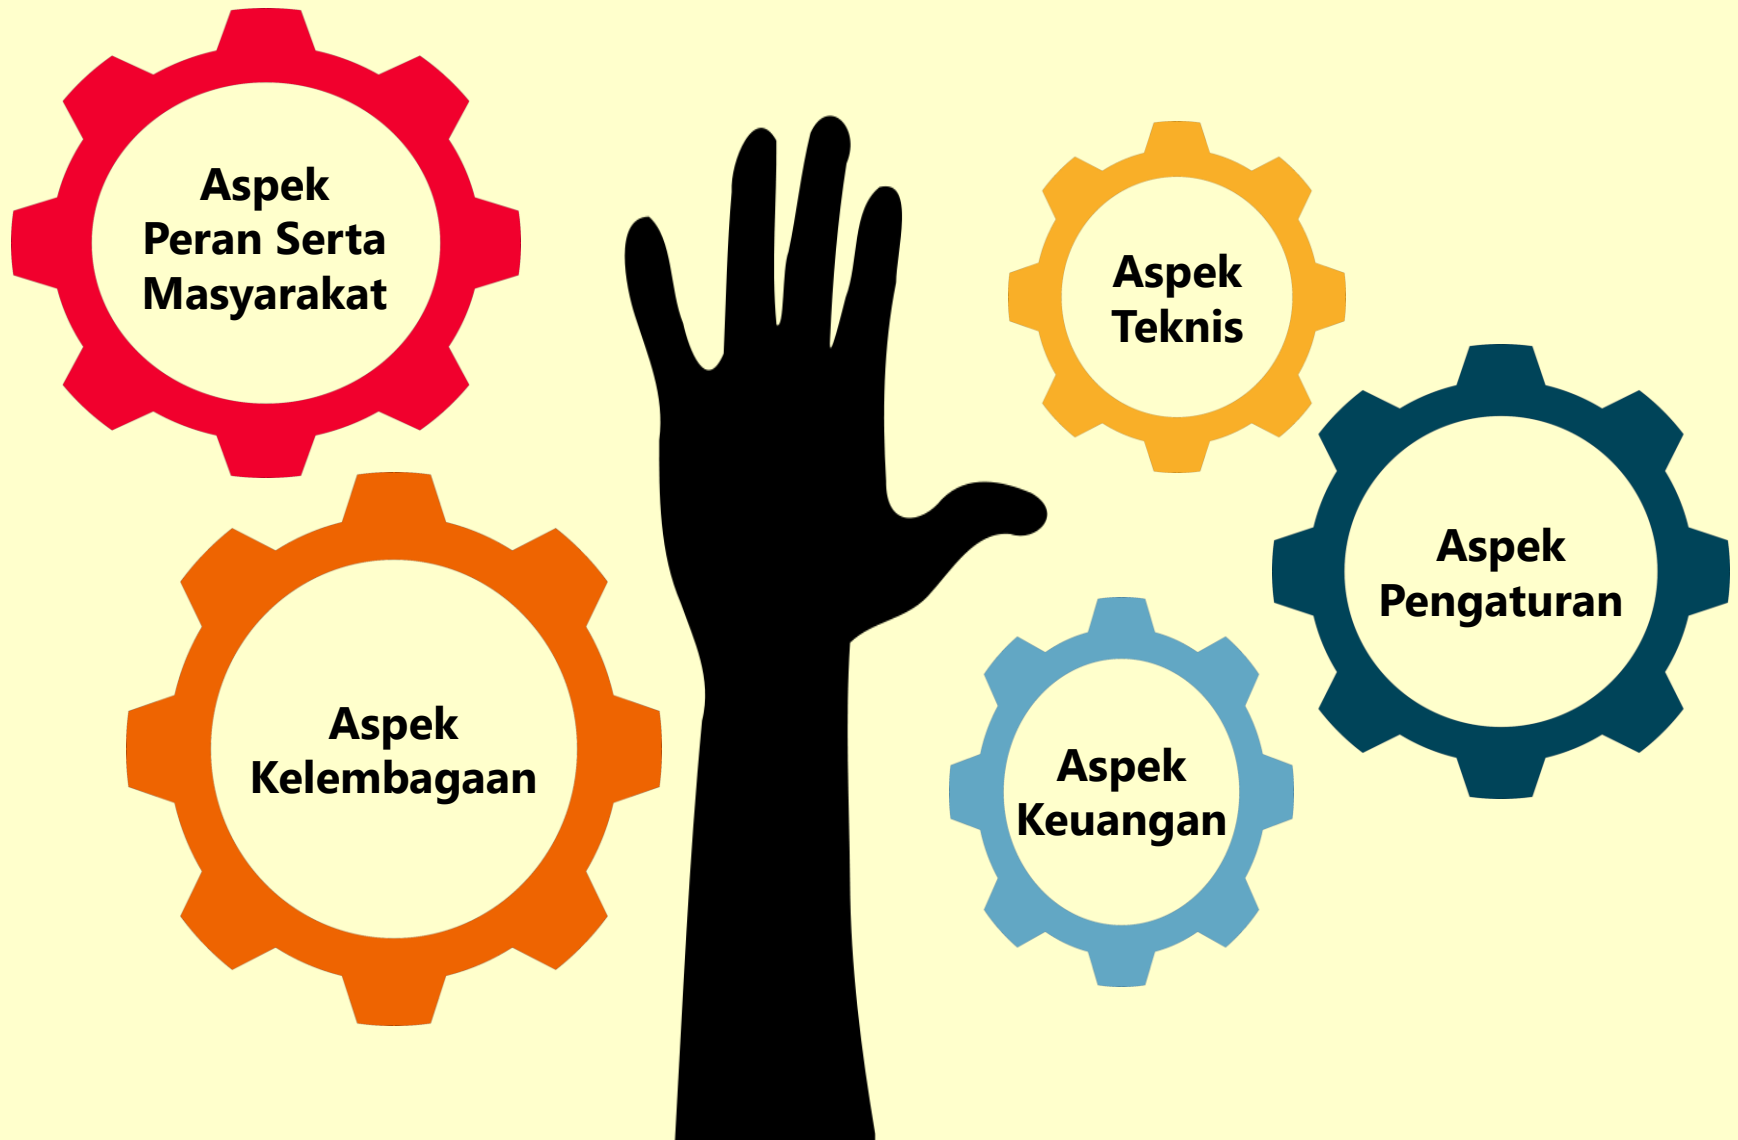 Aspek
Peran Serta
Masyarakat
Aspek
Teknis
Aspek
Pengaturan
Aspek
Kelembagaan
Aspek
Keuangan